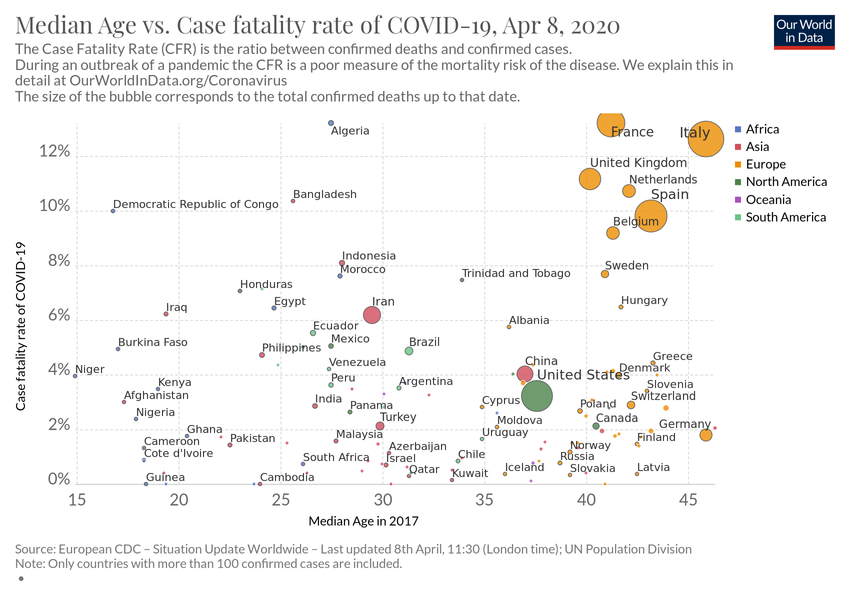 Median Age vs. Case fatality rate of COVID-19, Apr 8, 2020
Our World
in Data
The Case Fatality Rate (CFR) is the ratio between confirmed deaths and confirmed cases.
During an outbreak of a pandemic the CFR is a poor measure of the mortality risk of the disease. We explain this in
detail at OurWorldInData.org/Coronavirus
The size of the bubble corresponds to the total confirmed deaths up to that date.
Africa
Asia
Europe
North America
Oceania
South America
Case fatality rate of COVID-19
12%
10%
8%
6%
4%
2%
0%
Algeria
France
Italy
United Kingdom
Netherlands
Bangladesh
Spain
Democratic Republic of Congo
Belgium
Indonesia
Morocco
Trinidad and Tobago
Sweden
Honduras
Egypt
Iran
Hungary
Iraq
Ecuador
Albania
Burkina Faso
Philippines
Mexico
Brazil
Venezuela
China
Greece
Niger
United States
Denmark
Kenya
Peru
Argentina
Slovenia
Afghanistan
India
Panama
Cyprus
Poland
Switzerland
Nigeria
Turkey
Moldova
Canada
Germany
Ghana
Pakistan
Malaysia
Uruguay
Finland
Cameroon
Azerbaijan
Norway
Cote d'Ivoire
South Africa
Israel
Chile
Russia
Guinea
Cambodia
Qatar
Kuwait
Iceland
Slovakia
Latvia
15
20
25
30
35
40
45
Median Age in 2017
Source: European CDC – Situation Update Worldwide – Last updated 8th April, 11:30 (London time); UN Population Division
Note: Only countries with more than 100 confirmed cases are included.